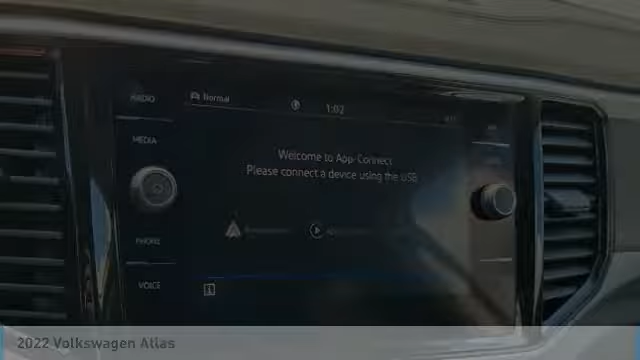 RADIO
Normal
1:02
MEDIA
Welcome to App-Connect
Please connect a device using the USB
PHONE
VOICE
2022 Volkswagen Atlas